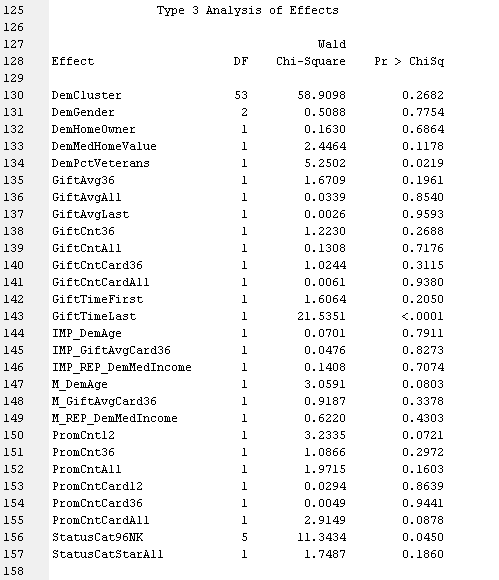 125 Type 3 Analysis of Effects
126
127 Wald
128 Effect DF Chi-Square Pr > ChiSq
129
130 DemCluster 53 58.9098 0.2682
131 DemGender 2 0.5088 0.7754
132 DemHomeOwner 1 0.1630 0.6864
133 DemMedHomeValue 1 2.4464 0.1178
134 DemPctVeterans 1 5.2502 0.0219
135 GiftAvg36 1 1.6709 0.1961
136 GiftAvgAll 1 0.0339 0.8540
137 GiftAvgLast 1 0.0026 0.9593
138 GiftCnt36 1 1.2230 0.2688
139 GiftCntAll 1 0.1308 0.7176
140 GiftCntCard36 1 1.0244 0.3115
141 GiftCntCardAll 1 0.0061 0.9380
142 GiftTimeFirst 1 1.6064 0.2050
143 GiftTimeLast 1 21.5351 <.0001
144 IMP_DemAge 1 0.0701 0.7911
145 IMP_GiftAvgCard36 1 0.0476 0.8273
146 IMP_REP_DemMedIncome 1 0.1408 0.7074
147 M_DemAge 1 3.0591 0.0803
148 M_GiftAvgCard36 1 0.9187 0.3378
149 M_REP_DemMedIncome 1 0.6220 0.4303
150 PromCnt12 1 3.2335 0.0721
151 PromCnt36 1 1.0866 0.2972
152 PromCntAll 1 1.9715 0.1603
153 PromCntCard12 1 0.0294 0.8639
154 PromCntCard36 1 0.0049 0.9441
155 PromCntCardAll 1 2.9149 0.0878
156 StatusCat96NK 5 11.3434 0.0450
157 StatusCatStarAll 1 1.7487 0.1860
158